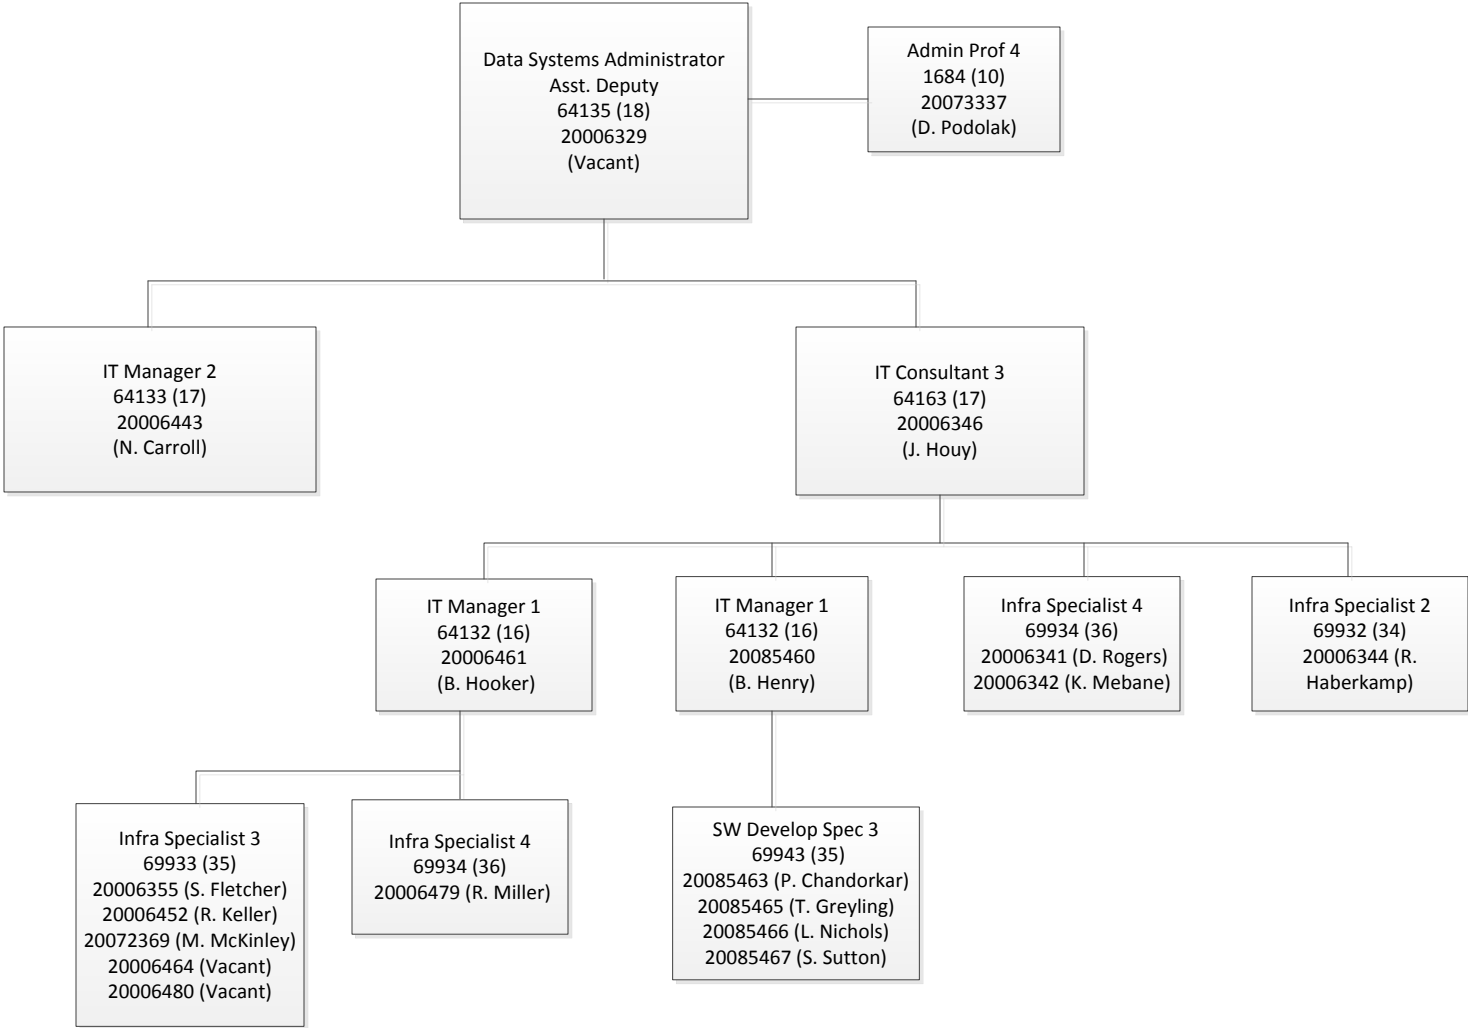 Data Systems Administrator
Asst. Deputy
64135 (18)
20006329
(Vacant)
Admin Prof 4
1684 (10)
20073337
(D. Podolak)
IT Manager 2
64133 (17)
20006443
(N. Carroll)
IT Consultant 3
64163 (17)
20006346
(J. Houy)
IT Manager 1
64132 (16)
20006461
(B. Hooker)
IT Manager 1
64132 (16)
20085460
(B. Henry)
Infra Specialist 4
69934 (36)
20006341 (D. Rogers)
20006342 (K. Mebane)
Infra Specialist 2
69932 (34)
20006344 (R.
Haberkamp)
Infra Specialist 3
69933 (35)
20006355 (S. Fletcher)
20006452 (R. Keller)
20072369 (M. McKinley)
20006464 (Vacant)
20006480 (Vacant)
Infra Specialist 4
69934 (36)
20006479 (R. Miller)
SW Develop Spec 3
69943 (35)
20085463 (P. Chandorkar)
20085465 (T. Greyling)
20085466 (L. Nichols)
20085467 (S. Sutton)